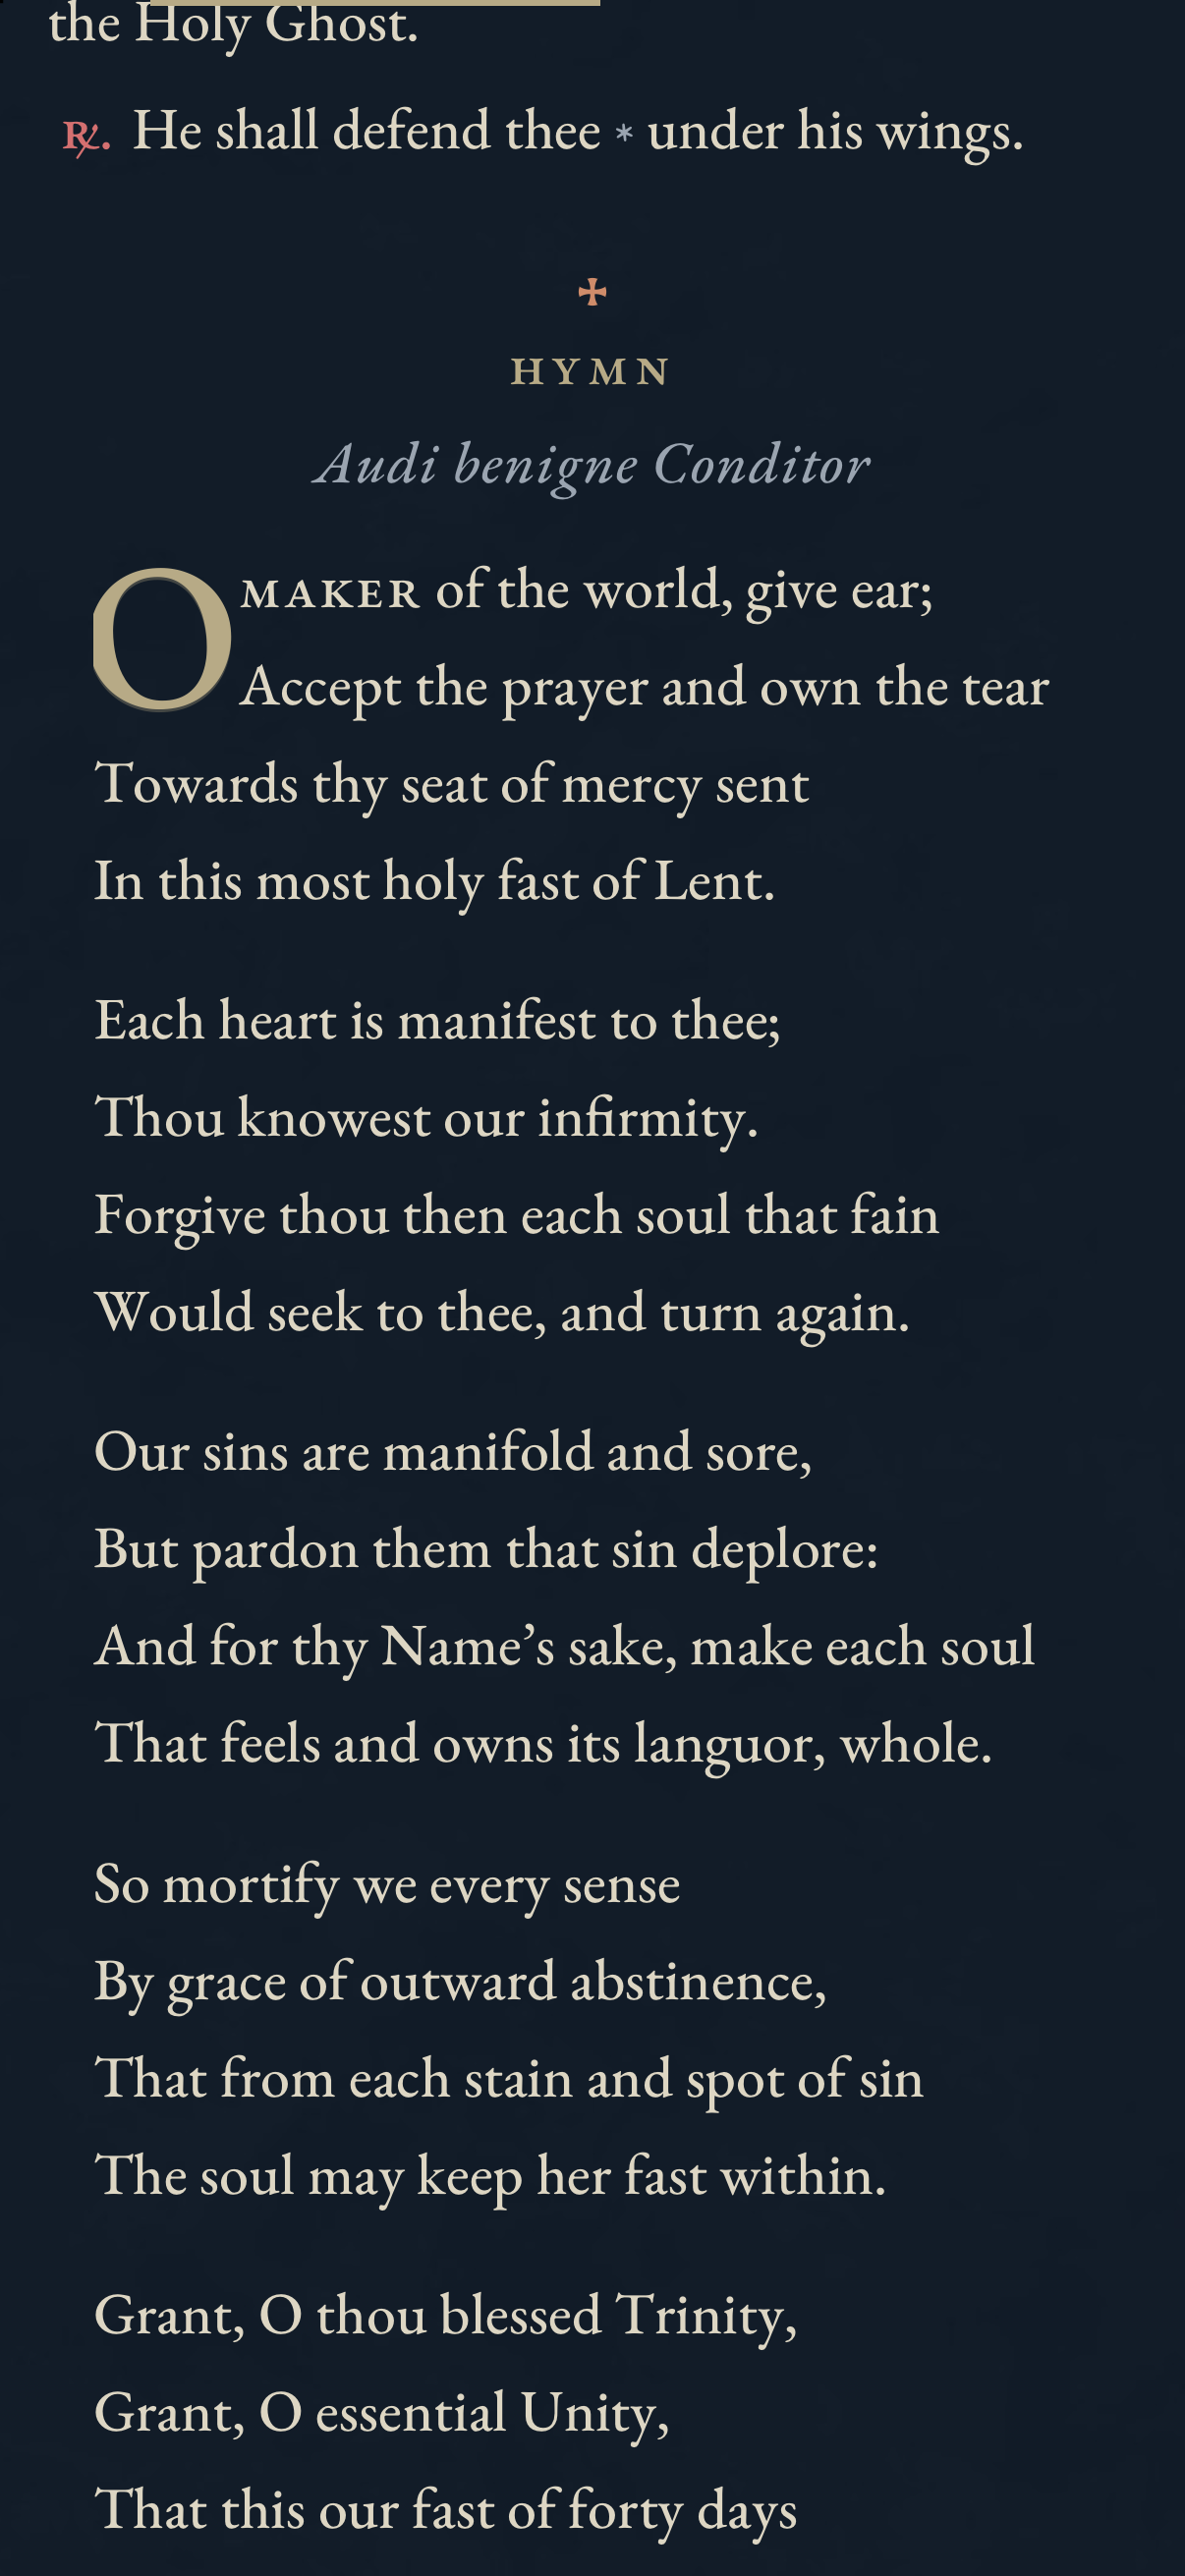 the Holy Ghost.
℟. He shall defend thee * under his wings.
✠
HYMN
Audi benigne Conditor
O MAKER of the world, give ear;
Accept the prayer and own the tear
Towards thy seat of mercy sent
In this most holy fast of Lent.
Each heart is manifest to thee;
Thou knowest our infirmity.
Forgive thou then each soul that fain
Would seek to thee, and turn again.
Our sins are manifold and sore,
But pardon them that sin deplore:
And for thy Name’s sake, make each soul
That feels and owns its languor, whole.
So mortify we every sense
By grace of outward abstinence,
That from each stain and spot of sin
The soul may keep her fast within.
Grant, O thou blessed Trinity,
Grant, O essential Unity,
That this our fast of forty days